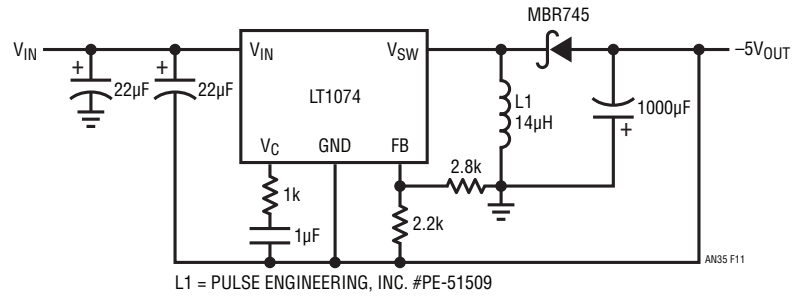 MBR745
V_IN
V_IN
V_SW
–5V_OUT
+
22µF
+
22µF
LT1074
L1
14µH
1000µF
+
V_C
GND
FB
2.8k
1k
2.2k
1µF
AN35 F11
L1 = PULSE ENGINEERING, INC. #PE-51509